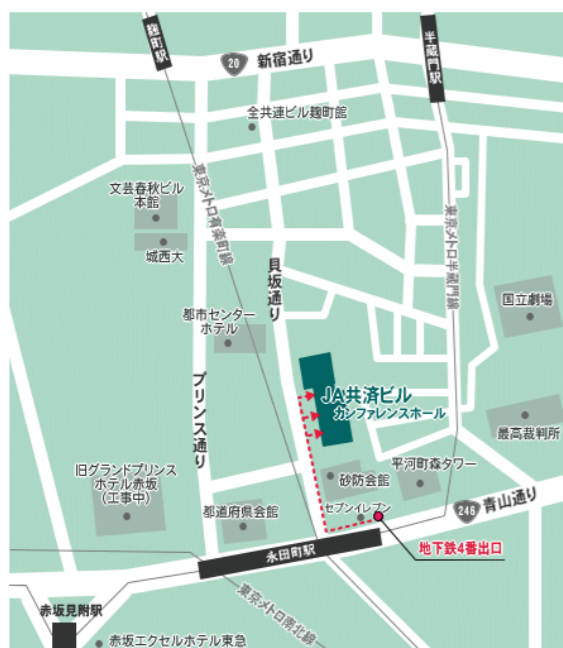 麹町駅
20
新宿通り
半蔵門駅
全共連ビル麹町館
東京メトロ有楽町線
文芸春秋ビル
本館
城西大
東京メトロ半蔵門線
貝坂通り
国立劇場
都市センター
ホテル
プリンス通り
JA共済ビル
カンファレンスホール
最高裁判所
平河町森タワー
砂防会館
旧グランドプリンス
ホテル赤坂
(工事中)
都道府県会館
セブンイレブン
246
青山通り
地下鉄4番出口
永田町駅
東京メトロ南北線
赤坂見附駅
赤坂エクセルホテル東急